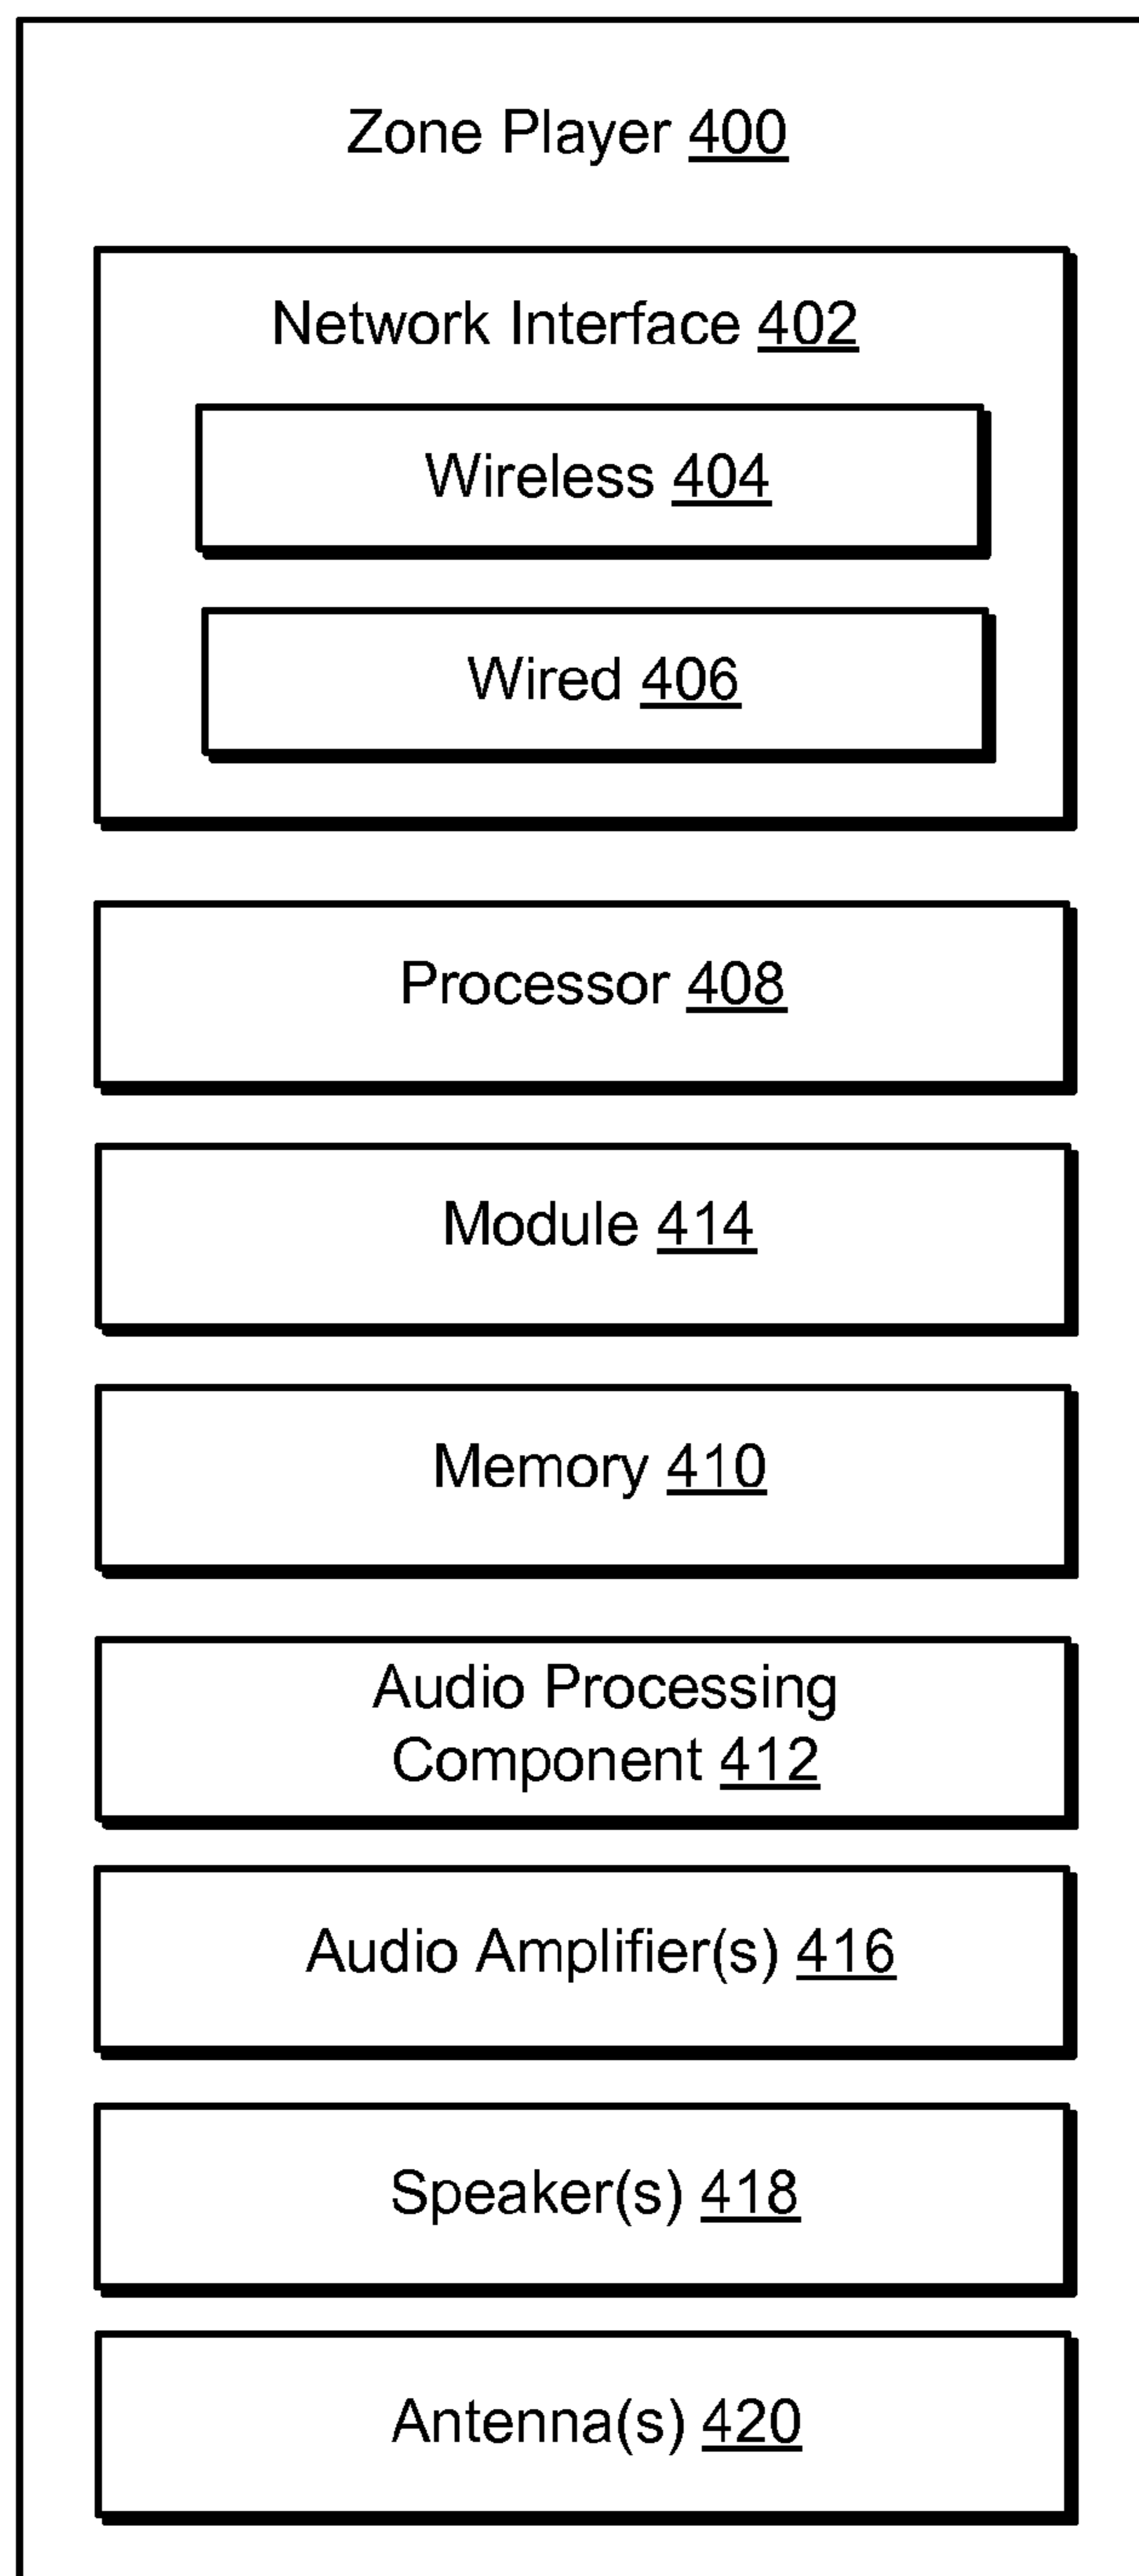 Zone Player 400
Network Interface 402
Wireless 404
Wired 406
Processor 408
Module 414
Memory 410
Audio Processing
Component 412
Audio Amplifier(s) 416
Speaker(s) 418
Antenna(s) 420